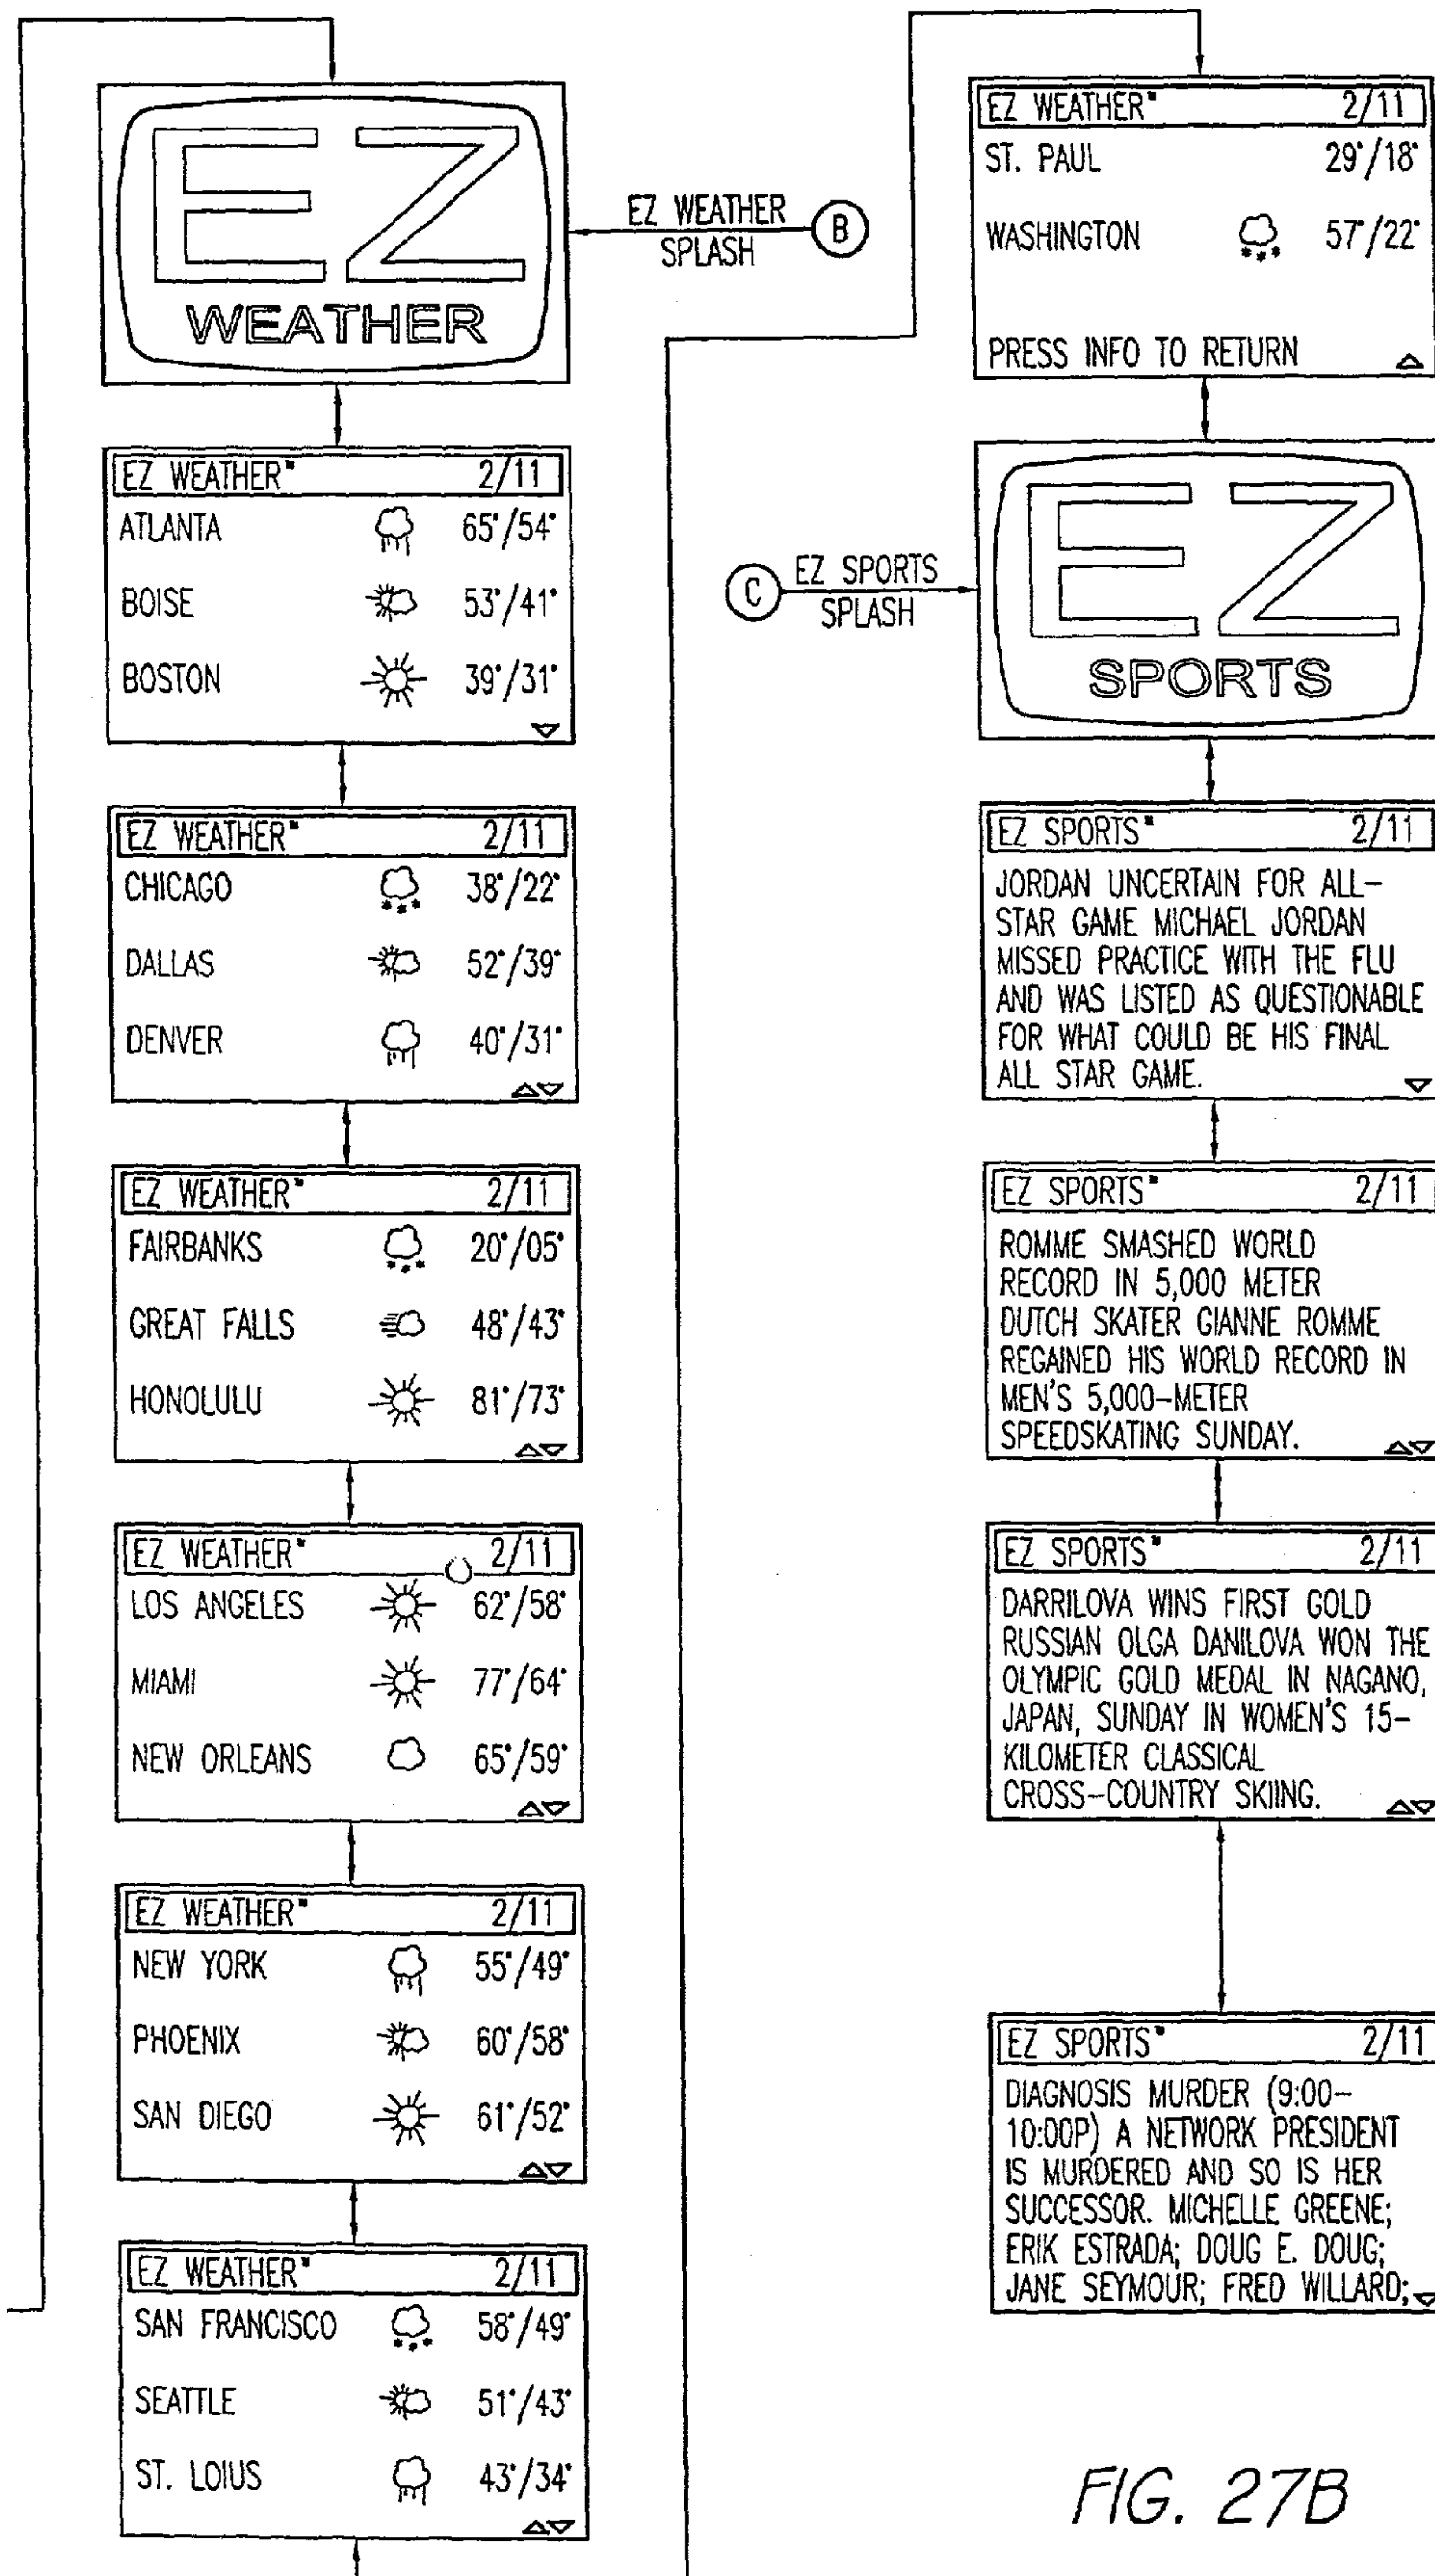 EZ
WEATHER
EZ WEATHER
SPLASH
B
EZ WEATHER" 2/11
ATLANTA 65°/54°
BOISE 53°/41°
BOSTON 39°/31°
EZ WEATHER" 2/11
CHICAGO 38°/22°
DALLAS 52°/39°
DENVER 40°/31°
EZ WEATHER" 2/11
FAIRBANKS 20°/05°
GREAT FALLS 48°/43°
HONOLULU 81°/73°
EZ WEATHER" 2/11
LOS ANGELES 62°/58°
MIAMI 77°/64°
NEW ORLEANS 65°/59°
EZ WEATHER" 2/11
NEW YORK 55°/49°
PHOENIX 60°/58°
SAN DIEGO 61°/52°
EZ WEATHER" 2/11
SAN FRANCISCO 58°/49°
SEATTLE 51°/43°
ST. LOIUS 43°/34°
EZ WEATHER" 2/11
ST. PAUL 29°/18°
WASHINGTON 57°/22°
PRESS INFO TO RETURN
C
EZ SPORTS
SPLASH
EZ
SPORTS
EZ SPORTS" 2/11
JORDAN UNCERTAIN FOR ALL-
STAR GAME MICHAEL JORDAN
MISSED PRACTICE WITH THE FLU
AND WAS LISTED AS QUESTIONABLE
FOR WHAT COULD BE HIS FINAL
ALL STAR GAME.
EZ SPORTS" 2/11
ROMME SMASHED WORLD
RECORD IN 5,000 METER
DUTCH SKATER GIANNE ROMME
REGAINED HIS WORLD RECORD IN
MEN'S 5,000-METER
SPEEDSKATING SUNDAY.
EZ SPORTS" 2/11
DARRILOVA WINS FIRST GOLD
RUSSIAN OLGA DANILOVA WON THE
OLYMPIC GOLD MEDAL IN NAGANO,
JAPAN, SUNDAY IN WOMEN'S 15-
KILOMETER CLASSICAL
CROSS-COUNTRY SKIING.
EZ SPORTS" 2/11
DIAGNOSIS MURDER (9:00-
10:00P) A NETWORK PRESIDENT
IS MURDERED AND SO IS HER
SUCCESSOR. MICHELLE GREENE;
ERIK ESTRADA; DOUG E. DOUG;
JANE SEYMOUR; FRED WILLARD;
FIG. 27B